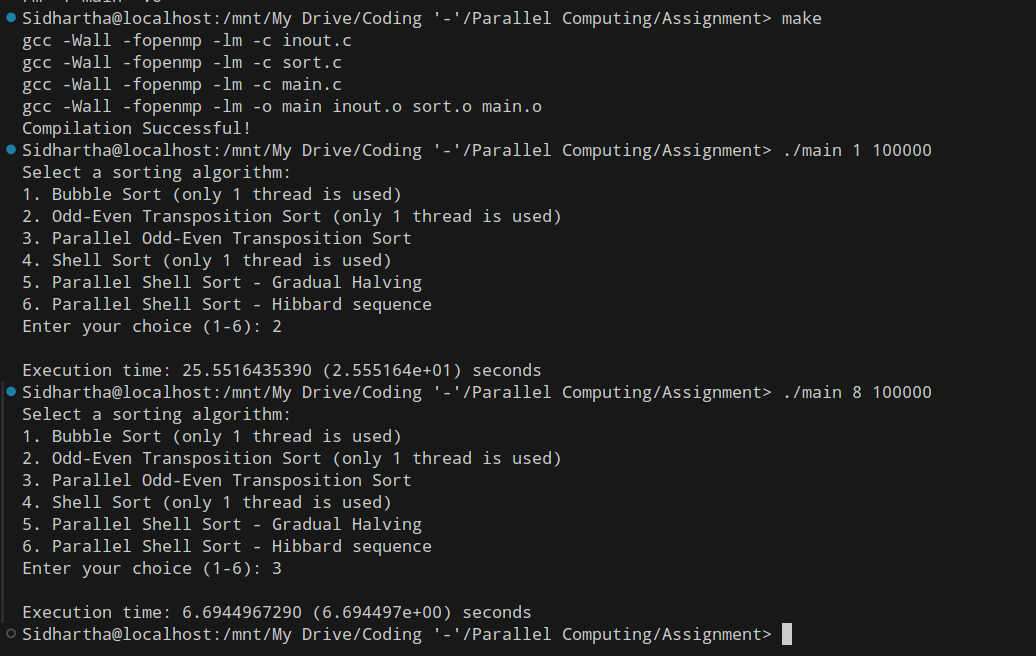 Sidhartha@localhost:/mnt/My Drive/Coding '-'/Parallel Computing/Assignment> make
gcc -Wall -fopenmp -lm -c inout.c
gcc -Wall -fopenmp -lm -c sort.c
gcc -Wall -fopenmp -lm -c main.c
gcc -Wall -fopenmp -lm -o main inout.o sort.o main.o
Compilation Successful!
Sidhartha@localhost:/mnt/My Drive/Coding '-'/Parallel Computing/Assignment> ./main 1 100000
Select a sorting algorithm:
1. Bubble Sort (only 1 thread is used)
2. Odd-Even Transposition Sort (only 1 thread is used)
3. Parallel Odd-Even Transposition Sort
4. Shell Sort (only 1 thread is used)
5. Parallel Shell Sort - Gradual Halving
6. Parallel Shell Sort - Hibbard sequence
Enter your choice (1-6): 2
Execution time: 25.5516435390 (2.555164e+01) seconds
Sidhartha@localhost:/mnt/My Drive/Coding '-'/Parallel Computing/Assignment> ./main 8 100000
Select a sorting algorithm:
1. Bubble Sort (only 1 thread is used)
2. Odd-Even Transposition Sort (only 1 thread is used)
3. Parallel Odd-Even Transposition Sort
4. Shell Sort (only 1 thread is used)
5. Parallel Shell Sort - Gradual Halving
6. Parallel Shell Sort - Hibbard sequence
Enter your choice (1-6): 3
Execution time: 6.6944967290 (6.694497e+00) seconds
Sidhartha@localhost:/mnt/My Drive/Coding '-'/Parallel Computing/Assignment>